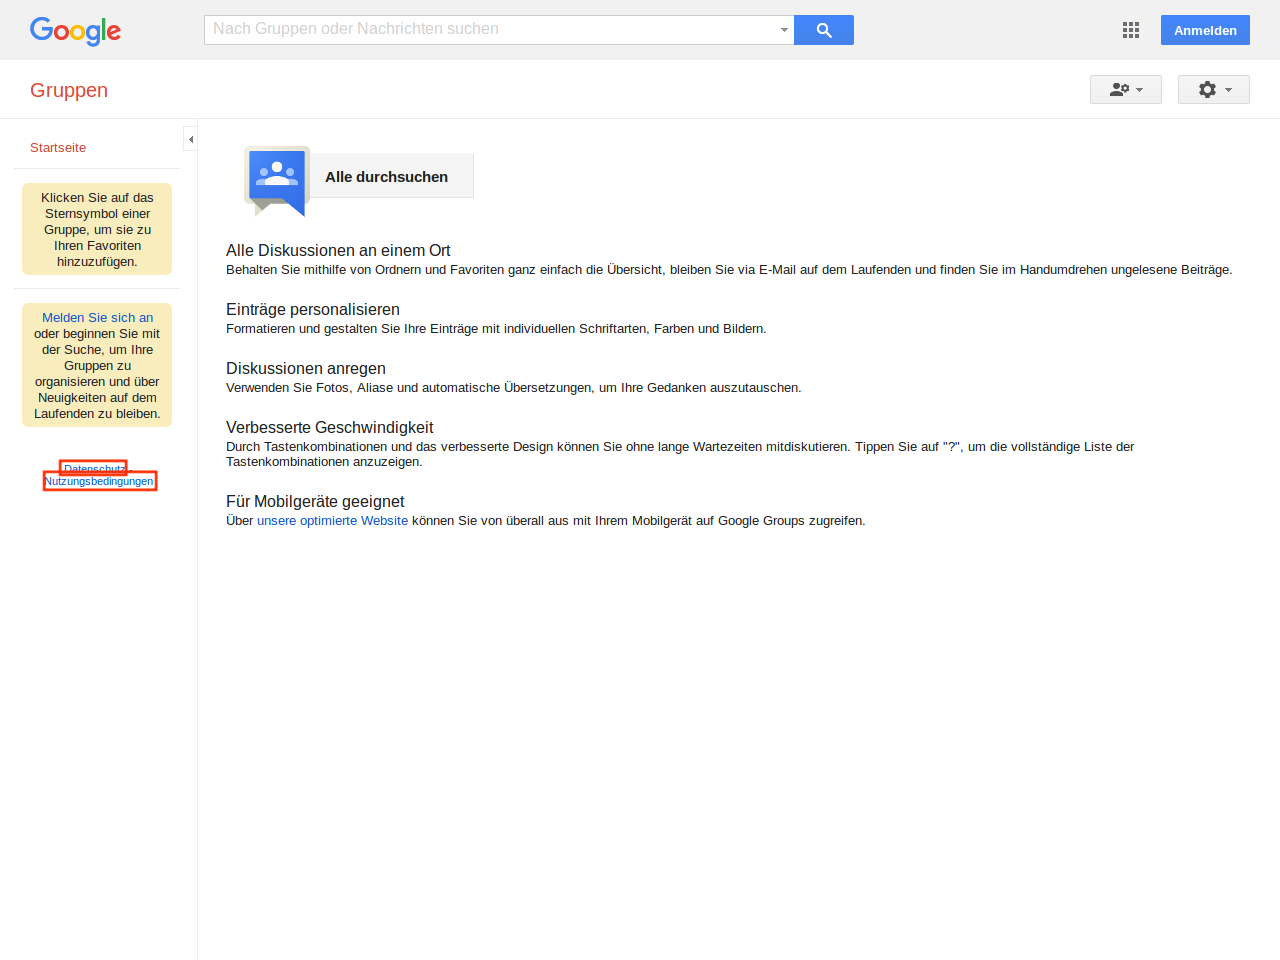 Google
Nach Gruppen oder Nachrichten suchen
Anmelden
Gruppen
Startseite
Klicken Sie auf das
Sternsymbol einer
Gruppe, um sie zu
Ihren Favoriten
hinzuzufügen.
Melden Sie sich an
oder beginnen Sie mit
der Suche, um Ihre
Gruppen zu
organisieren und über
Neuigkeiten auf dem
Laufenden zu bleiben.
Datenschutz -
Nutzungsbedingungen
Alle durchsuchen
Alle Diskussionen an einem Ort
Behalten Sie mithilfe von Ordnern und Favoriten ganz einfach die Übersicht, bleiben Sie via E-Mail auf dem Laufenden und finden Sie im Handumdrehen ungelesene Beiträge.
Einträge personalisieren
Formatieren und gestalten Sie Ihre Einträge mit individuellen Schriftarten, Farben und Bildern.
Diskussionen anregen
Verwenden Sie Fotos, Aliase und automatische Übersetzungen, um Ihre Gedanken auszutauschen.
Verbesserte Geschwindigkeit
Durch Tastenkombinationen und das verbesserte Design können Sie ohne lange Wartezeiten mitdiskutieren. Tippen Sie auf "?", um die vollständige Liste der
Tastenkombinationen anzuzeigen.
Für Mobilgeräte geeignet
Über unsere optimierte Website können Sie von überall aus mit Ihrem Mobilgerät auf Google Groups zugreifen.